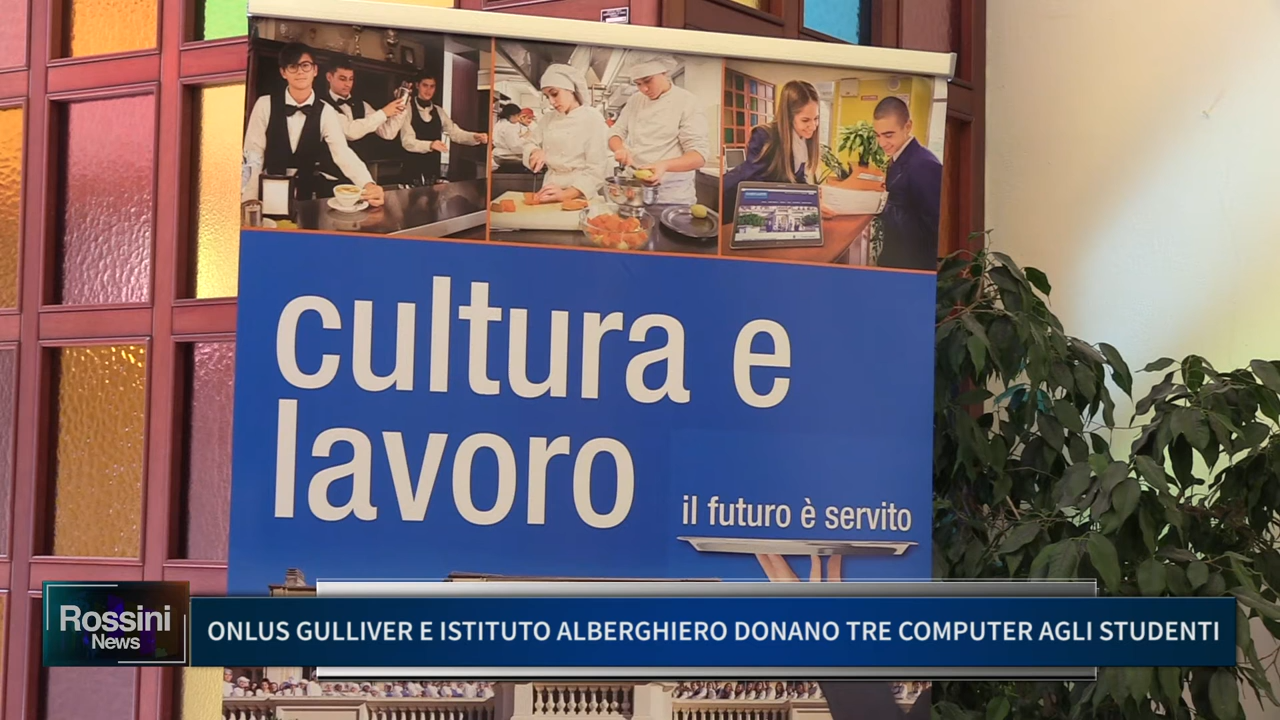 cultura e
lavoro
il futuro è servito
Rossini
News
ONLUS GULLIVER E ISTITUTO ALBERGHIERO DONANO TRE COMPUTER AGLI STUDENTI